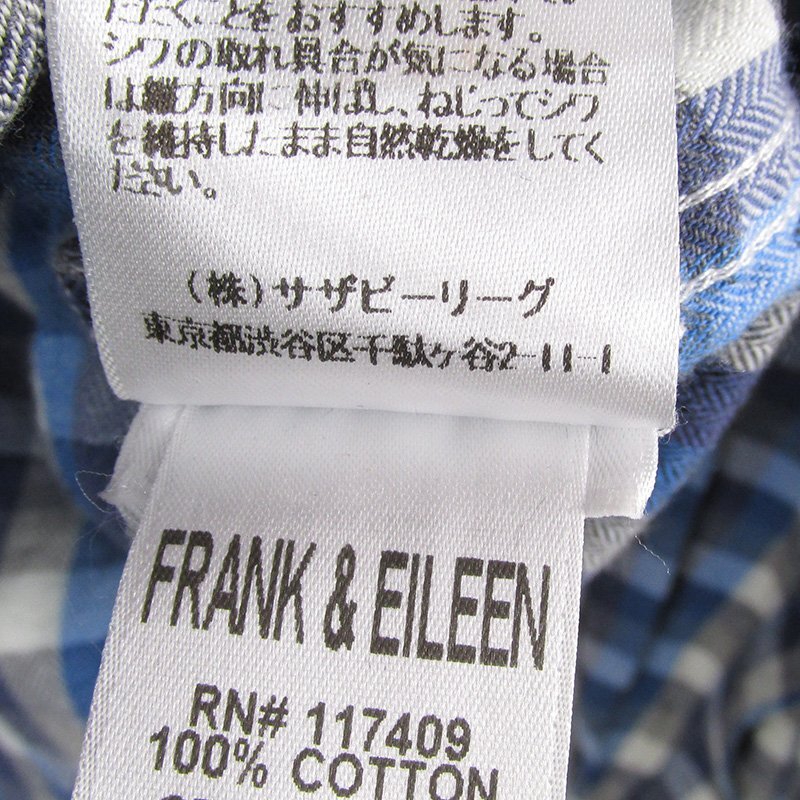 だくことをおすすめします。
シワの取れ具合が気になる場合
は縦方向に伸ばし、ねじってシワ
を維持したまま自然乾燥をしてく
ださい。
(株)サザビーリーグ
東京都渋谷区千駄ヶ谷2-11-1
FRANK & EILEEN
RN# 117409
100% COTTON